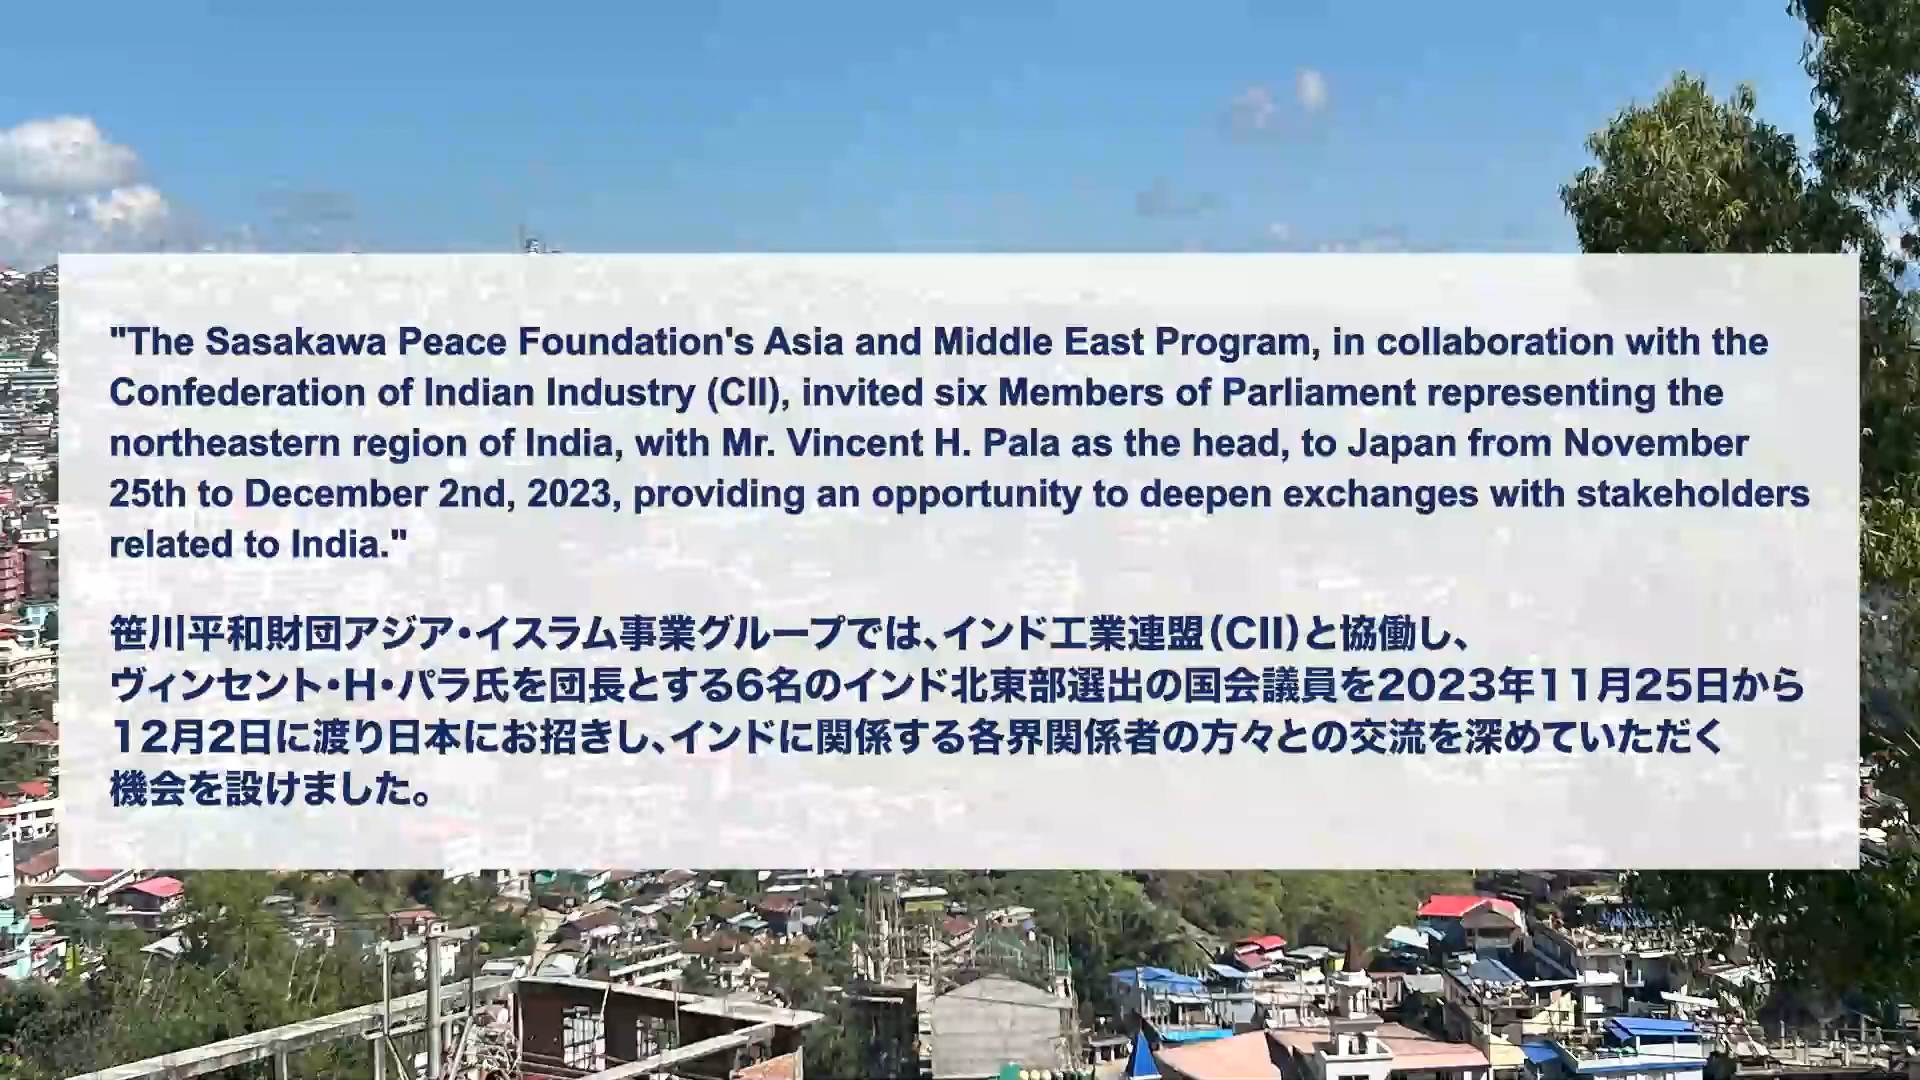 "The Sasakawa Peace Foundation's Asia and Middle East Program, in collaboration with the
Confederation of Indian Industry (CII), invited six Members of Parliament representing the
northeastern region of India, with Mr. Vincent H. Pala as the head, to Japan from November
25th to December 2nd, 2023, providing an opportunity to deepen exchanges with stakeholders
related to India."
笹川平和財団アジア・イスラム事業グループでは、インド工業連盟(CII)と協働し、
ヴィンセント・H・パラ氏を団長とする6名のインド北東部選出の国会議員を2023年11月25日から
12月2日に渡り日本にお招きし、インドに関係する各界関係者の方々との交流を深めていただく
機会を設けました。